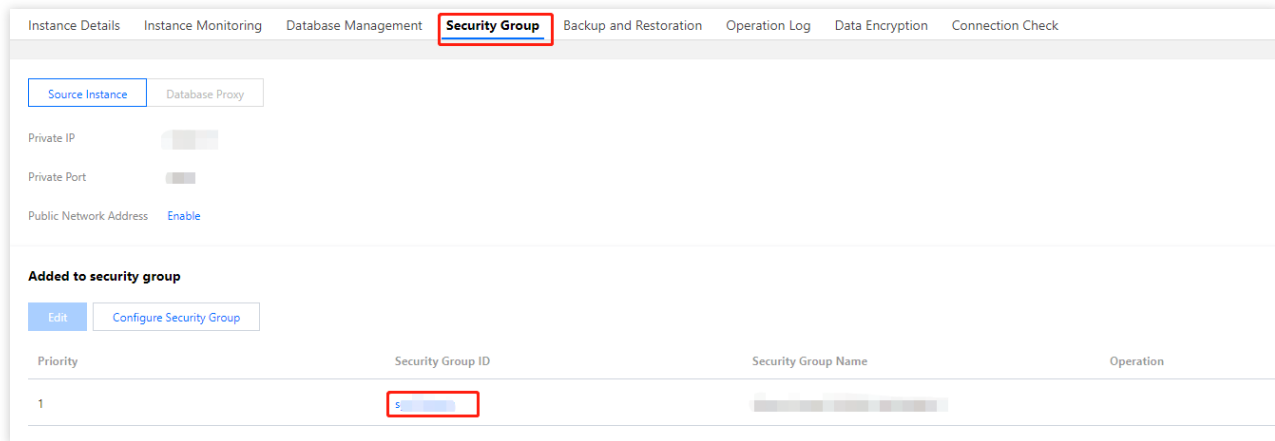 Instance Details Instance Monitoring Database Management Security Group Backup and Restoration Operation Log Data Encryption Connection Check
Source Instance Database Proxy
Private IP
Private Port
Public Network Address Enable
Added to security group
Edit Configure Security Group
Priority Security Group ID Security Group Name Operation
1 s